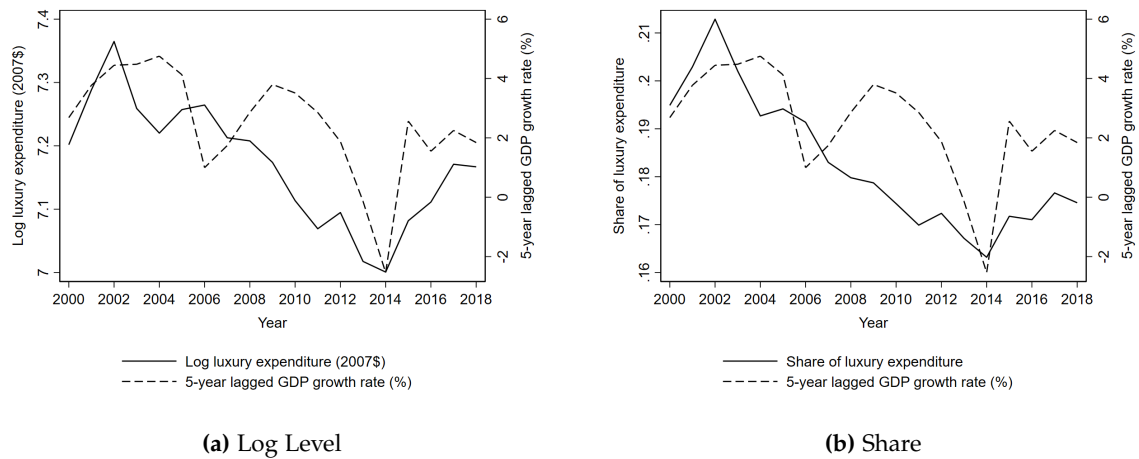 7.4
7.3
7.2
7.1
7
Log luxury expenditure (2007$)
6
4
2
0
-2
5-year lagged GDP growth rate (%)
2000 2002 2004 2006 2008 2010 2012 2014 2016 2018
Year
Log luxury expenditure (2007$)
5-year lagged GDP growth rate (%)
(a) Log Level
.21
.2
.19
.18
.17
.16
Share of luxury expenditure
6
4
2
0
-2
5-year lagged GDP growth rate (%)
2000 2002 2004 2006 2008 2010 2012 2014 2016 2018
Year
Share of luxury expenditure
5-year lagged GDP growth rate (%)
(b) Share